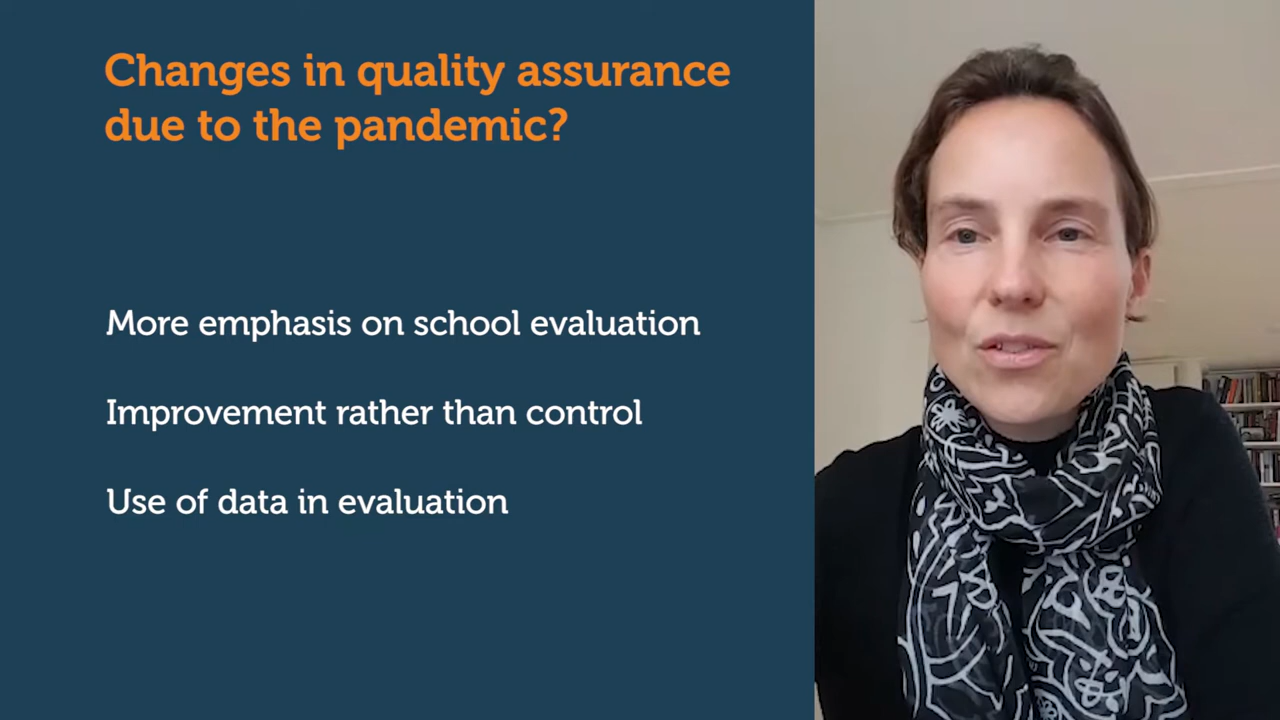 Changes in quality assurance
due to the pandemic?
More emphasis on school evaluation
Improvement rather than control
Use of data in evaluation